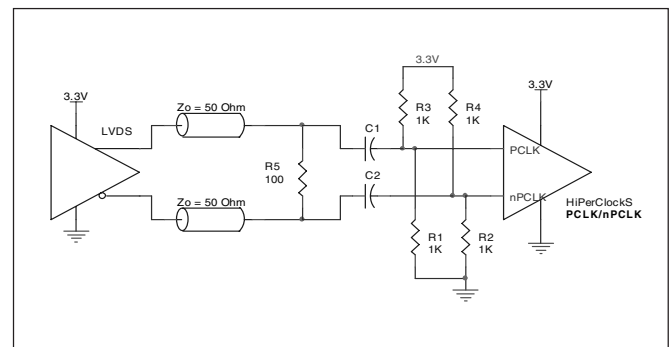 3.3V
3.3V
3.3V
Zo = 50 Ohm
LVDS
R3
1K
R4
1K
C1
PCLK
R5
100
C2
nPCLK
Zo = 50 Ohm
HiPerClockS
PCLK/nPCLK
R1
1K
R2
1K